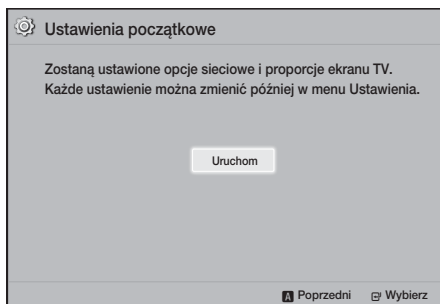 Ustawienia początkowe
Zostaną ustawione opcje sieciowe i proporcje ekranu TV.
Każde ustawienie można zmienić później w menu Ustawienia.
Uruchom
A Poprzedni Wybierz